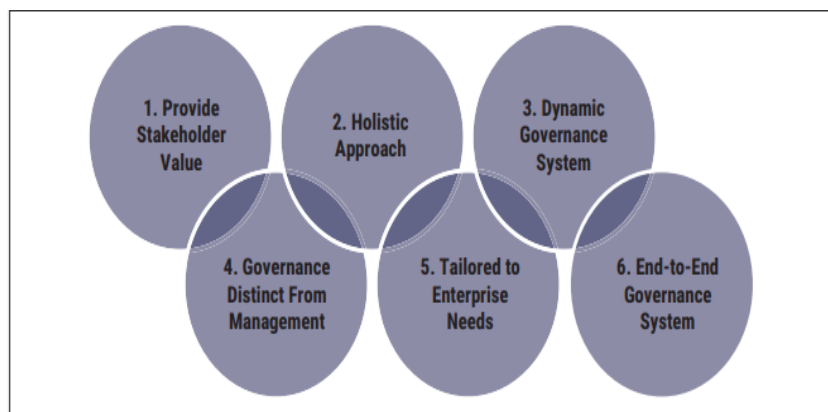 1. Provide
Stakeholder
Value
2. Holistic
Approach
3. Dynamic
Governance
System
4. Governance
Distinct From
Management
5. Tailored to
Enterprise
Needs
6. End-to-End
Governance
System